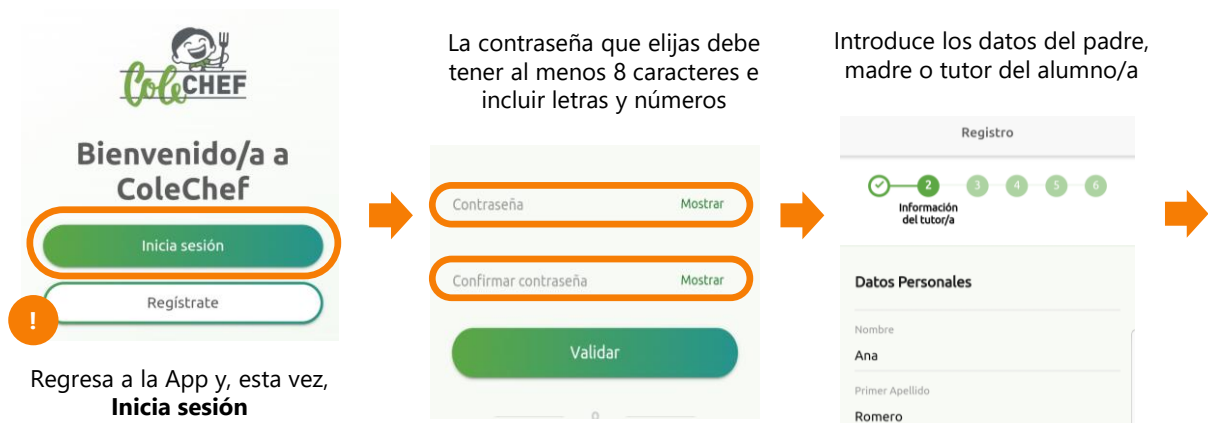 ColeCHEF
Bienvenido/a a
ColeChef
Inicia sesión
Regístrate
!
Regresa a la App y, esta vez,
Inicia sesión
La contraseña que elijas debe
tener al menos 8 caracteres e
incluir letras y números
Contraseña Mostrar
Confirmar contraseña Mostrar
Validar
Introduce los datos del padre,
madre o tutor del alumno/a
Registro
2 3 4 5 6
Información
del tutor/a
Datos Personales
Nombre
Ana
Primer Apellido
Romero